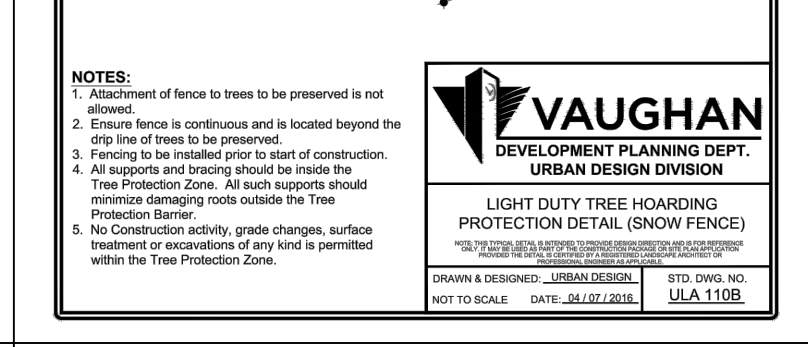 NOTES:
1. Attachment of fence to trees to be preserved is not
allowed.
2. Ensure fence is continuous and is located beyond the
drip line of trees to be preserved.
3. Fencing to be installed prior to start of construction.
4. All supports and bracing should be inside the
Tree Protection Zone. All such supports should
minimize damaging roots outside the Tree
Protection Barrier.
5. No Construction activity, grade changes, surface
treatment or excavations of any kind is permitted
within the Tree Protection Zone.
VAUGHAN
DEVELOPMENT PLANNING DEPT.
URBAN DESIGN DIVISION
LIGHT DUTY TREE HOARDING
PROTECTION DETAIL (SNOW FENCE)
NOTE: THIS TYPICAL DETAIL IS INTENDED TO PROVIDE DESIGN DIRECTION AND IS FOR REFERENCE
ONLY. IT MAY BE USED AS PART OF THE CONSTRUCTION PACKAGE OR SITE PLAN APPLICATION
PROVIDED THE DETAIL IS CERTIFIED BY A REGISTERED LANDSCAPE ARCHITECT OR
PROFESSIONAL ENGINEER AS APPLICABLE.
DRAWN & DESIGNED: URBAN DESIGN
NOT TO SCALE DATE: 04 / 07 / 2016
STD. DWG. NO.
ULA 110B